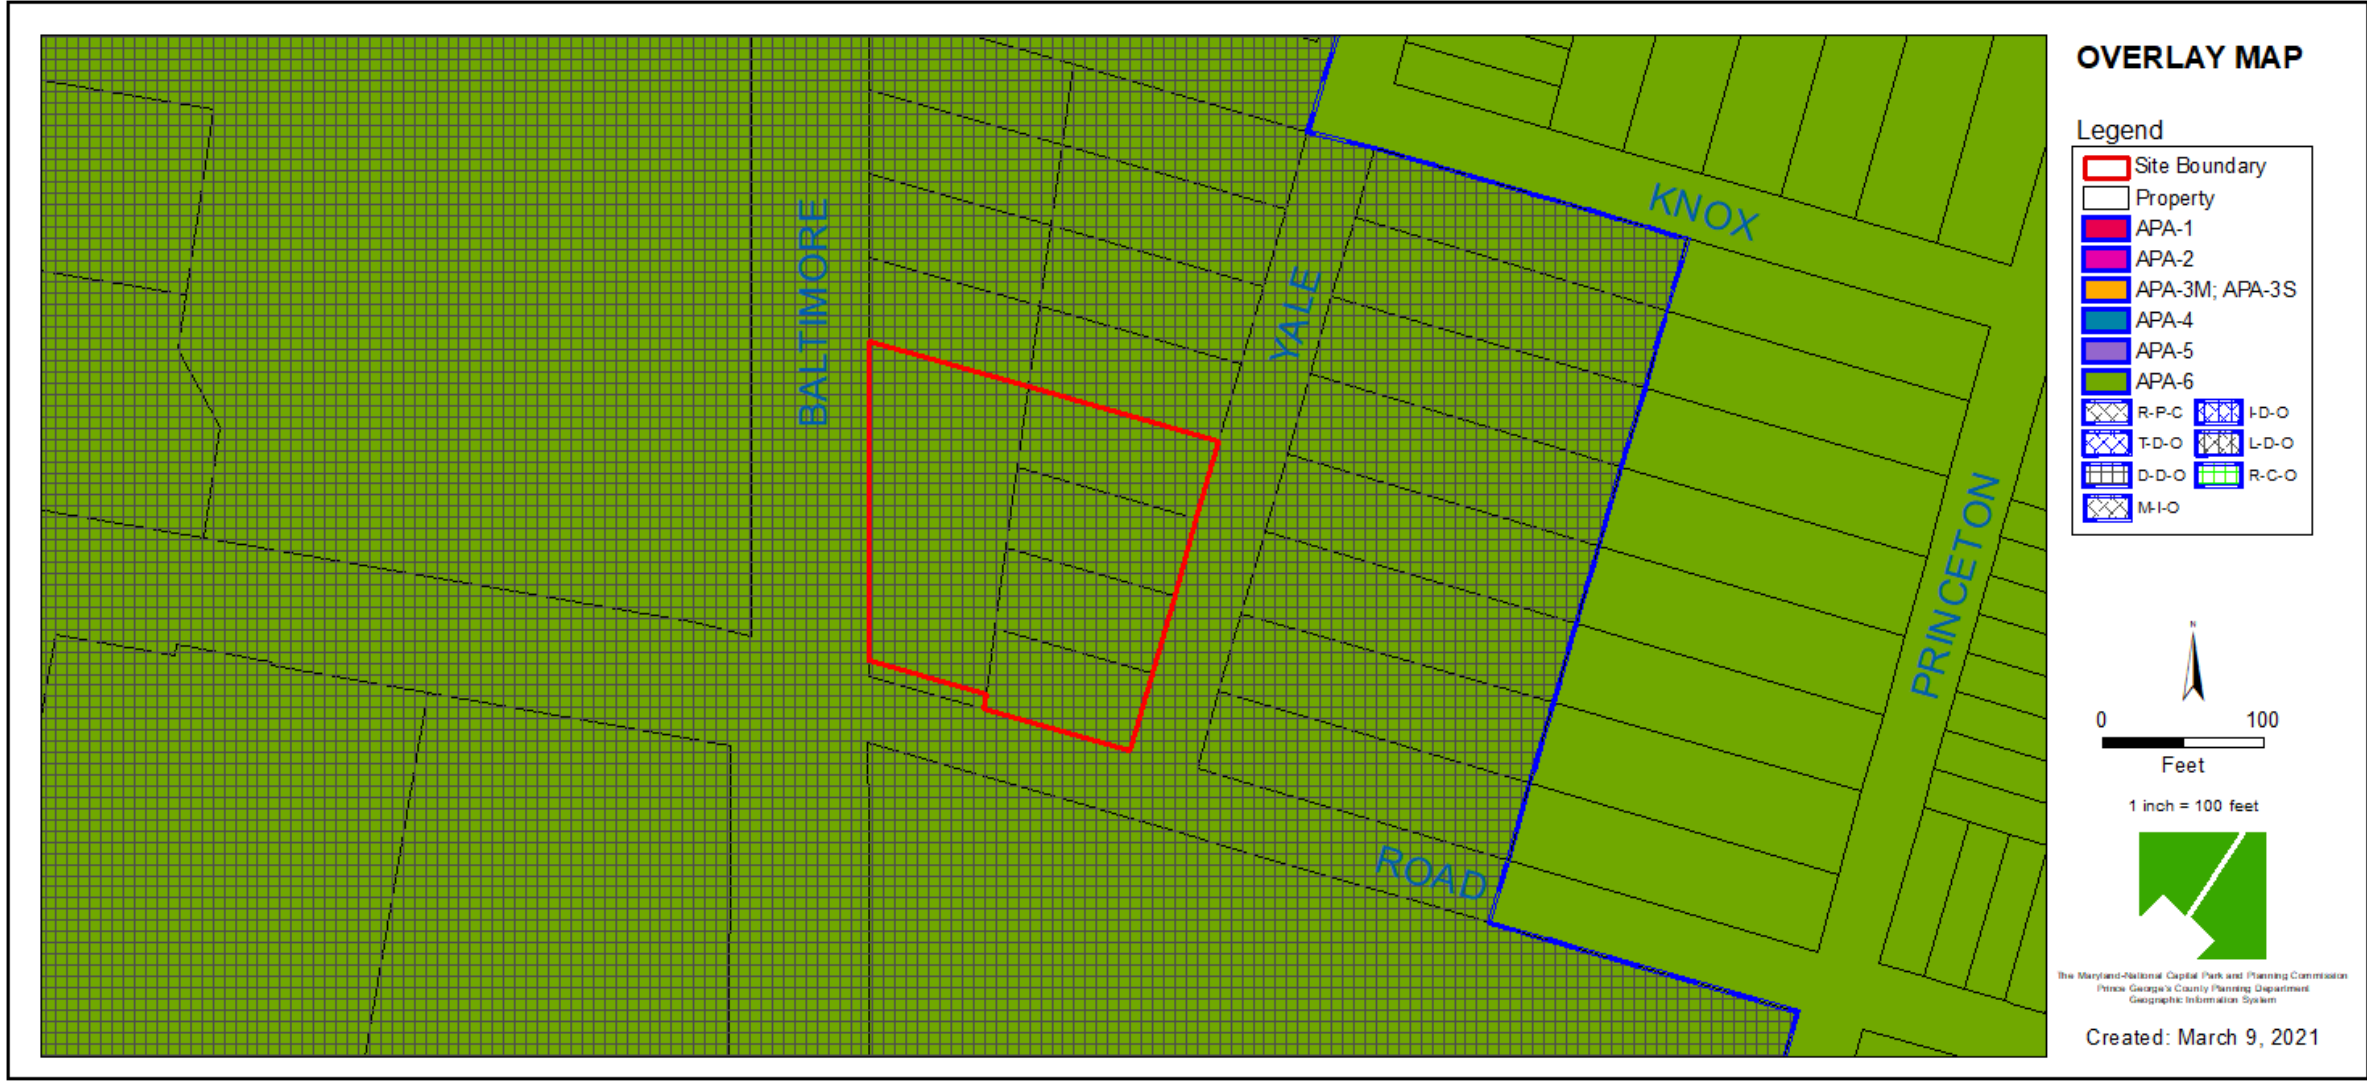 OVERLAY MAP
Legend
Site Boundary
Property
APA-1
APA-2
APA-3M; APA-3S
APA-4
APA-5
APA-6
R-P-C
I-D-O
T-D-O
L-D-O
D-D-O
R-C-O
M-I-O
KNOX
BALTIMORE
YALE
PRINCETON
ROAD
N
0 100
Feet
1 inch = 100 feet
The Maryland-National Capital Park and Planning Commission
Prince George's County Planning Department
Geographic Information System
Created: March 9, 2021